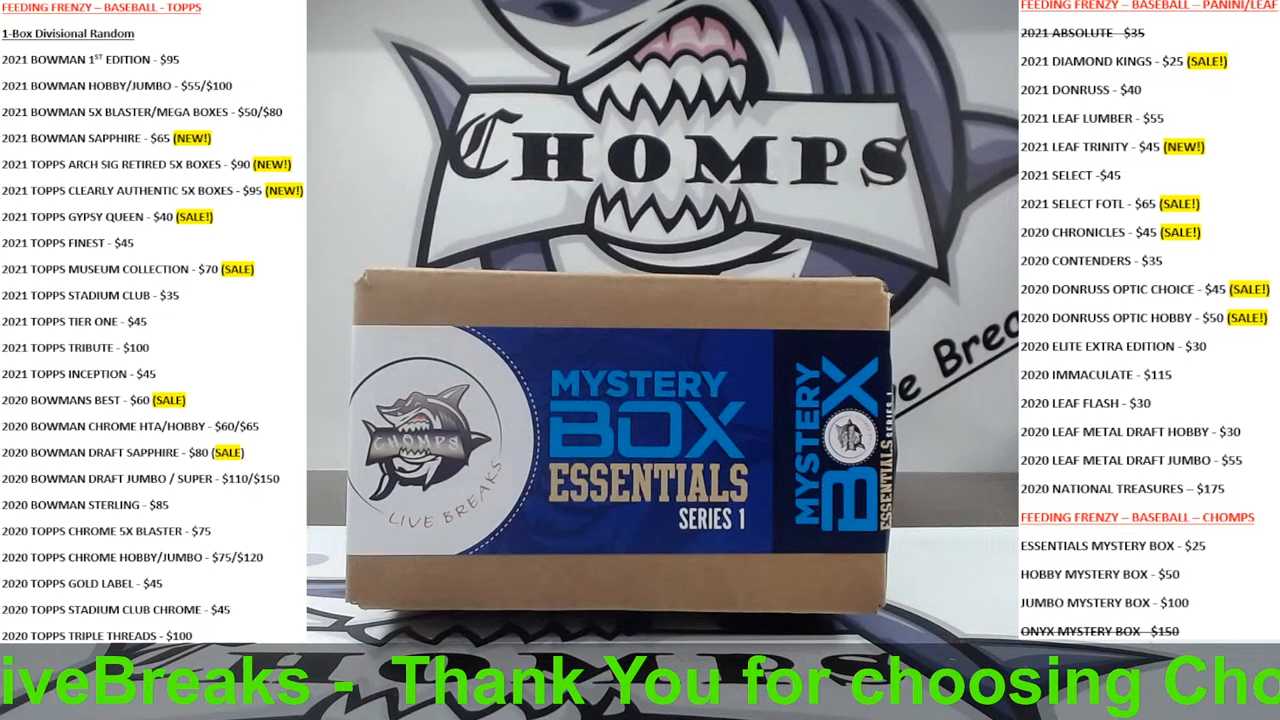 FEEDING FRENZY – BASEBALL - TOPPS
1-Box Divisional Random
2021 BOWMAN 1ST EDITION - $95
2021 BOWMAN HOBBY/JUMBO - $55/$100
2021 BOWMAN 5X BLASTER/MEGA BOXES - $50/$80
2021 BOWMAN SAPPHIRE - $65 (NEW!)
2021 TOPPS ARCH SIG RETIRED 5X BOXES - $90 (NEW!)
2021 TOPPS CLEARLY AUTHENTIC 5X BOXES - $95 (NEW!)
2021 TOPPS GYPSY QUEEN - $40 (SALE!)
2021 TOPPS FINEST - $45
2021 TOPPS MUSEUM COLLECTION - $70 (SALE)
2021 TOPPS STADIUM CLUB - $35
2021 TOPPS TIER ONE - $45
2021 TOPPS TRIBUTE - $100
2021 TOPPS INCEPTION - $45
2020 BOWMANS BEST - $60 (SALE)
2020 BOWMAN CHROME HTA/HOBBY - $60/$65
2020 BOWMAN DRAFT SAPPHIRE - $80 (SALE)
2020 BOWMAN DRAFT JUMBO / SUPER - $110/$150
2020 BOWMAN STERLING - $85
2020 TOPPS CHROME 5X BLASTER - $75
2020 TOPPS CHROME HOBBY/JUMBO - $75/$120
2020 TOPPS GOLD LABEL - $45
2020 TOPPS STADIUM CLUB CHROME - $45
2020 TOPPS TRIPLE THREADS - $100
CHOMPS
ve Brea
CHOMPS
LIVE BREAKS
MYSTERY
BOX
ESSENTIALS
SERIES 1
MYSTERY
BOX
ESSENTIALS SERIES 1
FEEDING FRENZY – BASEBALL – PANINI/LEAF
2021 ABSOLUTE - $35
2021 DIAMOND KINGS - $25 (SALE!)
2021 DONRUSS - $40
2021 LEAF LUMBER - $55
2021 LEAF TRINITY - $45 (NEW!)
2021 SELECT -$45
2021 SELECT FOTL - $65 (SALE!)
2020 CHRONICLES - $45 (SALE!)
2020 CONTENDERS - $35
2020 DONRUSS OPTIC CHOICE - $45 (SALE!)
2020 DONRUSS OPTIC HOBBY - $50 (SALE!)
2020 ELITE EXTRA EDITION - $30
2020 IMMACULATE - $115
2020 LEAF FLASH - $30
2020 LEAF METAL DRAFT HOBBY - $30
2020 LEAF METAL DRAFT JUMBO - $55
2020 NATIONAL TREASURES – $175
FEEDING FRENZY – BASEBALL – CHOMPS
ESSENTIALS MYSTERY BOX - $25
HOBBY MYSTERY BOX - $50
JUMBO MYSTERY BOX - $100
ONYX MYSTERY BOX - $150
CHOMPS
iveBreaks - Thank You for choosing Cho